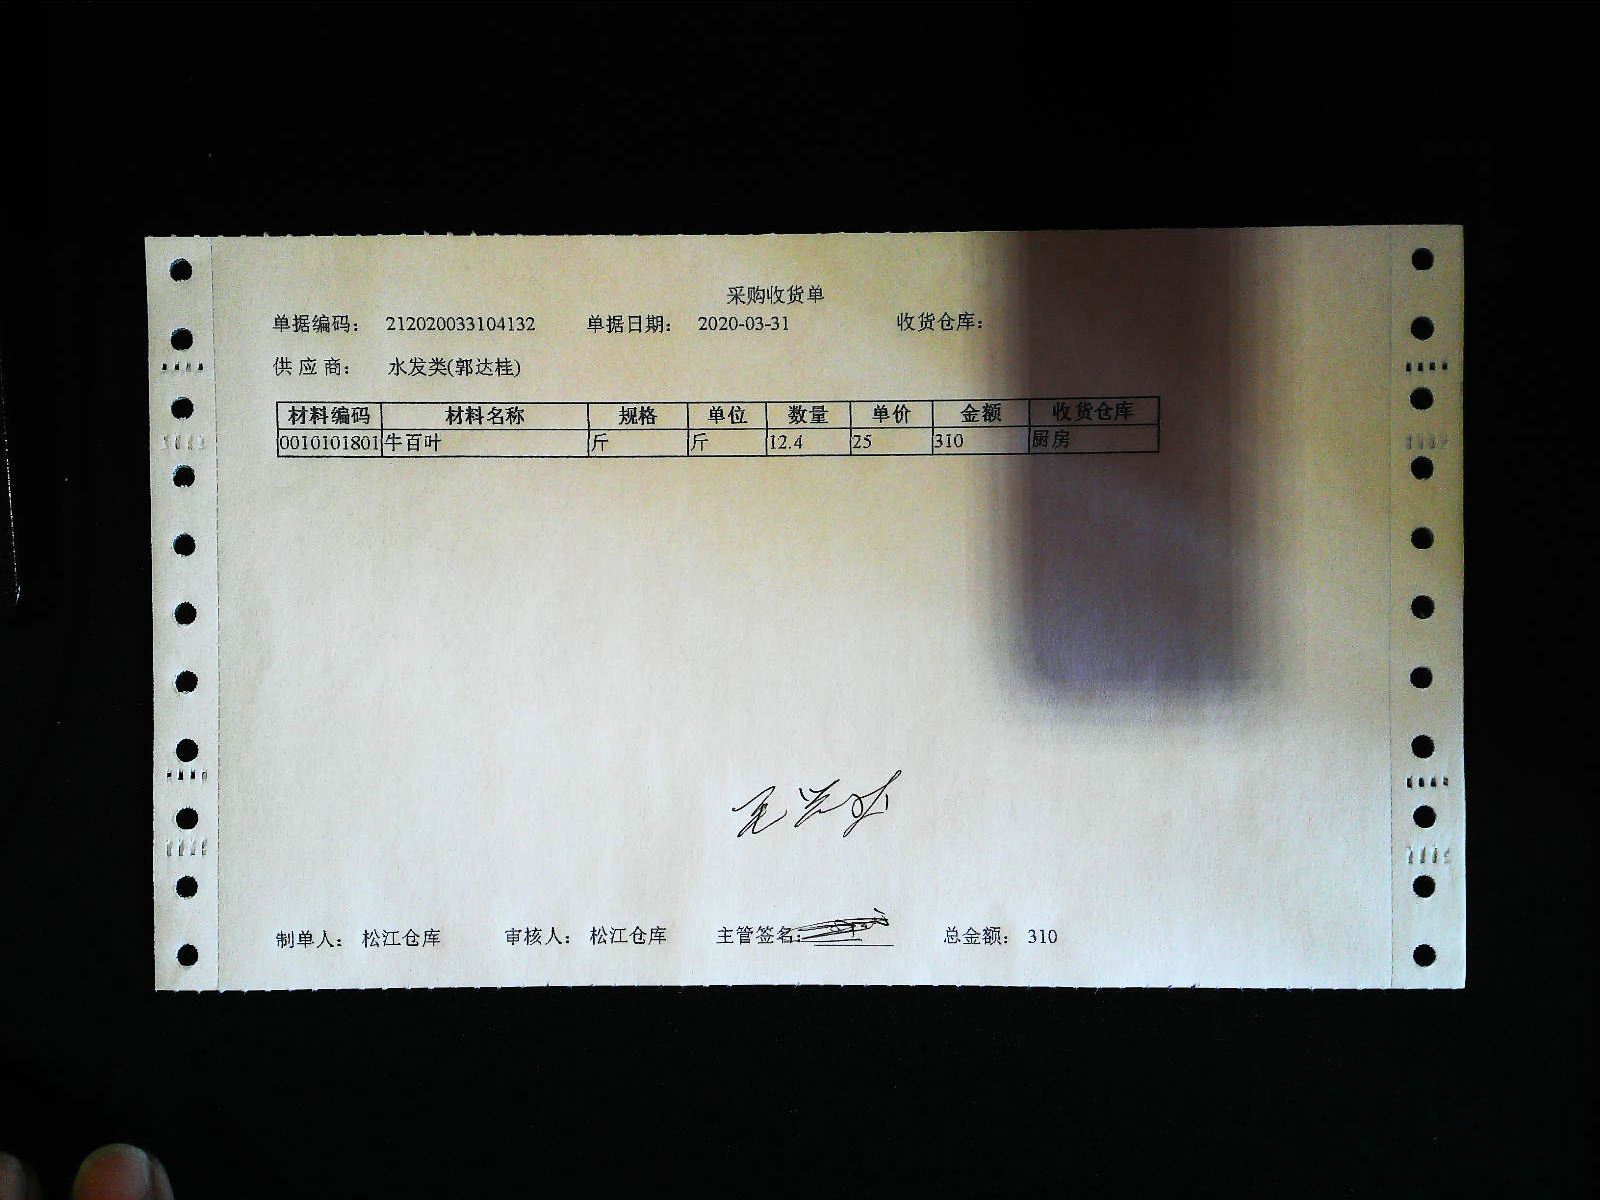 采购收货单
单据编码： 212020033104132 单据日期： 2020-03-31 收货仓库：
供应商： 水发类(郭达桂)
材料编码 材料名称 规格 单位 数量 单价 金额 收货仓库
0010101801 牛百叶 斤 斤 12.4 25 310 厨房
制单人： 松江仓库 审核人： 松江仓库 主管签名： 总金额： 310